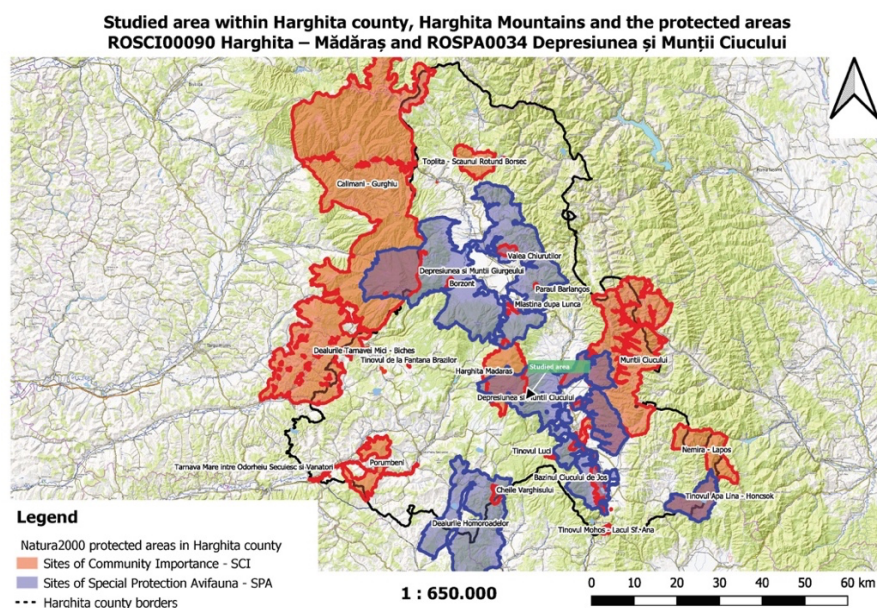 Studied area within Harghita county, Harghita Mountains and the protected areas
ROSCI00090 Harghita – Mădăraș and ROSPA0034 Depresiunea și Munții Ciucului
Toplita - Scaunul Rotund Borsec
Calimani - Gurghiu
Valea Chiurutilor
Depresiunea si Muntii Giurgeului
Borzont
Paraul Barlangos
Mlastina dupa Lunca
Dealurile Tarnavei Mici - Biches
Tinovul de la Fantana Brazilor
Muntii Ciucului
Harghita Madaras
Studied area
Depresiunea si Muntii Ciucului
Tinovul Luci
Nemira - Lapos
Porumbeni
Tarnava Mare intre Odorheiu Secuiesc si Vanatori
Cheile Varghisului
Bazinul Ciucului de Jos
Tinovul Apa Lina - Honcsok
Dealurile Homoroadelor
Tinovul Mohos - Lacul Sf. Ana
Legend
Natura2000 protected areas in Harghita county
Sites of Community Importance - SCI
Sites of Special Protection Avifauna - SPA
Harghita county borders
1 : 650.000
0 10 20 30 40 50 60 km